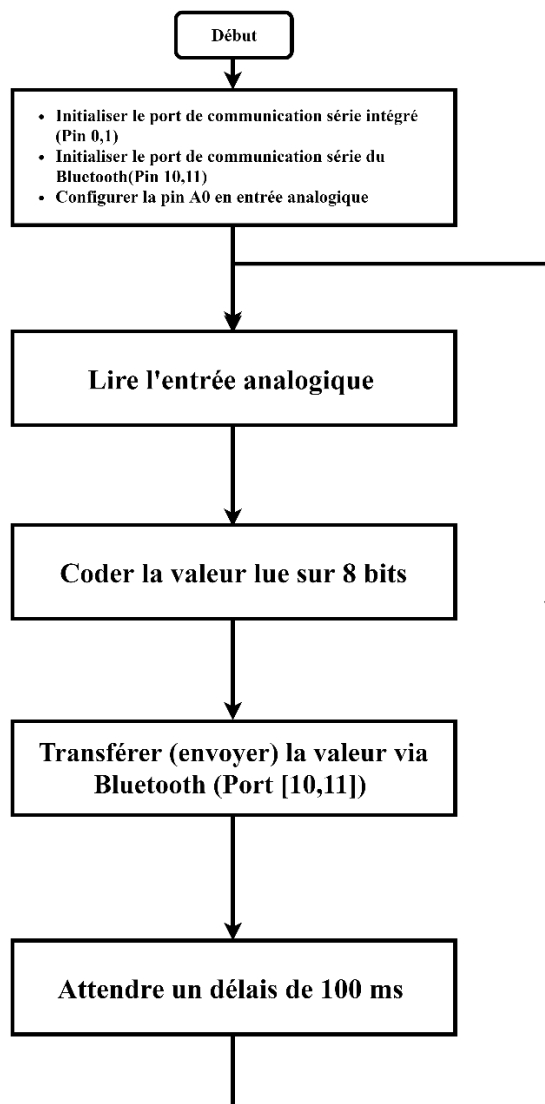 Début
• Initialiser le port de communication série intégré
(Pin 0,1)
• Initialiser le port de communication série du
Bluetooth(Pin 10,11)
• Configurer la pin A0 en entrée analogique
Lire l'entrée analogique
Coder la valeur lue sur 8 bits
Transférer (envoyer) la valeur via
Bluetooth (Port [10,11])
Attendre un délais de 100 ms